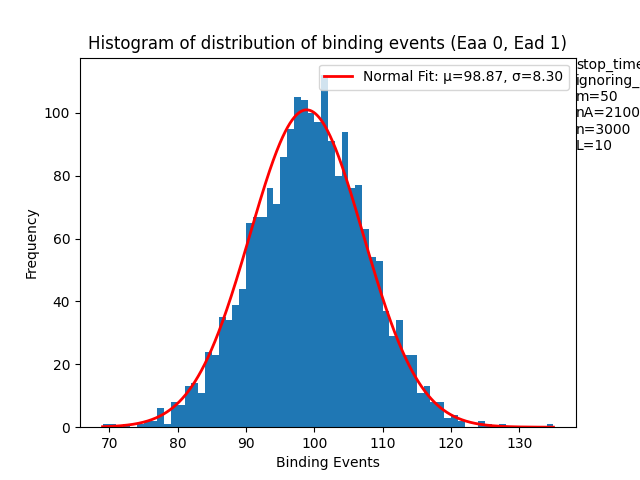 Histogram of distribution of binding events (Eaa 0, Ead 1)
Normal Fit: μ=98.87, σ=8.30
stop_time
ignoring_
m=50
nA=2100
n=3000
L=10
Frequency
100
80
60
40
20
0
70 80 90 100 110 120 130
Binding Events